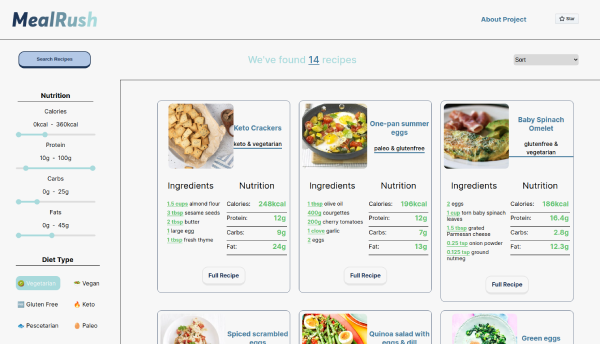 MealRush
About Project
Star
Search Recipes
We've found 14 recipes
Sort
Nutrition
Calories
0kcal - 360kcal
Protein
10g - 100g
Carbs
0g - 25g
Fats
0g - 45g
Diet Type
Vegetarian
Vegan
Gluten Free
Keto
Pescetarian
Paleo
Keto Crackers
keto & vegetarian
Ingredients
1.5 cups almond flour
3 tbsp sesame seeds
2 tbsp butter
1 large egg
1 tbsp fresh thyme
Nutrition
Calories: 246kcal
Protein: 12g
Carbs: 9g
Fat: 24g
Full Recipe
One-pan summer
eggs
paleo & glutenfree
Ingredients
1 tbsp olive oil
400g courgettes
200g cherry tomatoes
1 clove garlic
2 eggs
Nutrition
Calories: 196kcal
Protein: 12g
Carbs: 7g
Fat: 13g
Full Recipe
Baby Spinach
Omelet
glutenfree &
vegetarian
Ingredients
2 eggs
1 cup torn baby spinach
leaves
1.5 tbsp grated
Parmesan cheese
0.25 tsp onion powder
0.125 tsp ground
nutmeg
Nutrition
Calories: 186kcal
Protein: 16.4g
Carbs: 2.8g
Fat: 12.3g
Full Recipe
Spiced scrambled
eggs
Quinoa salad with
eggs & dill
Green eggs